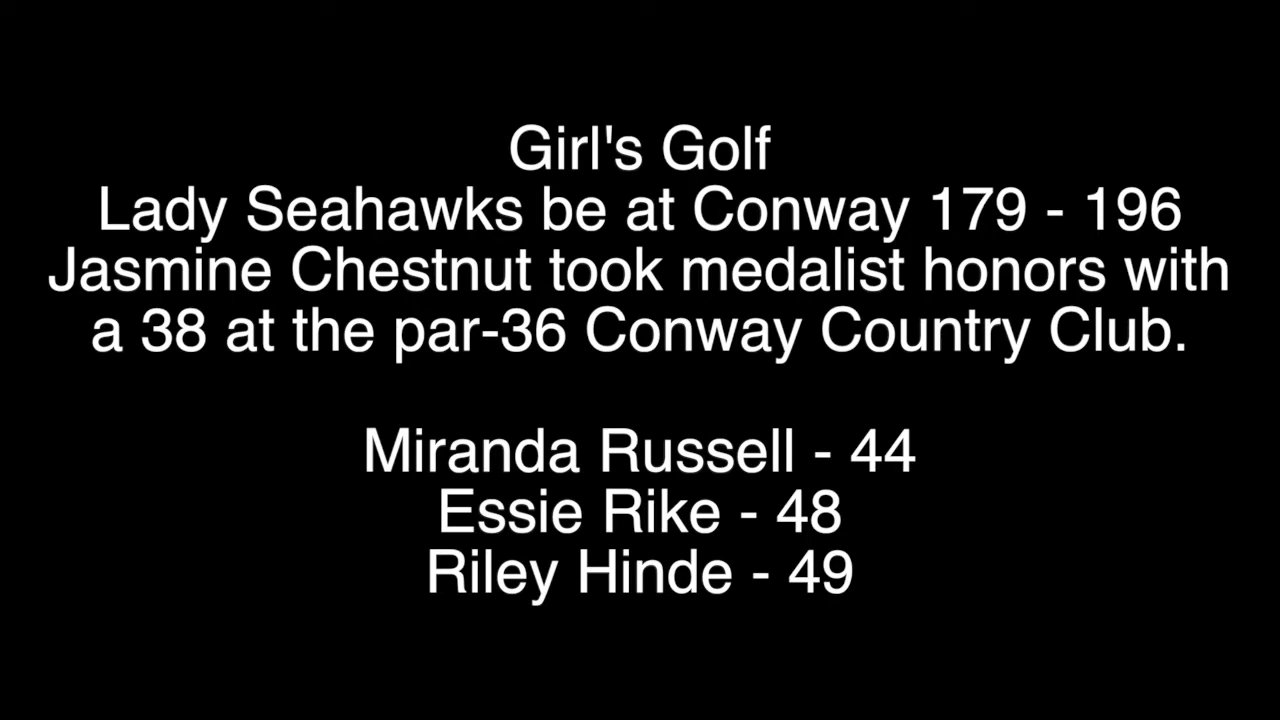 Girl's Golf
Lady Seahawks be at Conway 179 - 196
Jasmine Chestnut took medalist honors with
a 38 at the par-36 Conway Country Club.
Miranda Russell - 44
Essie Rike - 48
Riley Hinde - 49